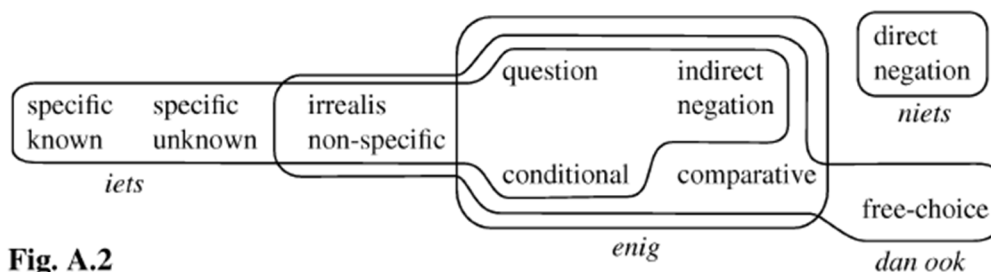 direct
question indirect
negation
specific specific irrealis negation
known unknown non-specific
niets
iets
conditional comparative
free-choice
enig
Fig. A.2
dan ook